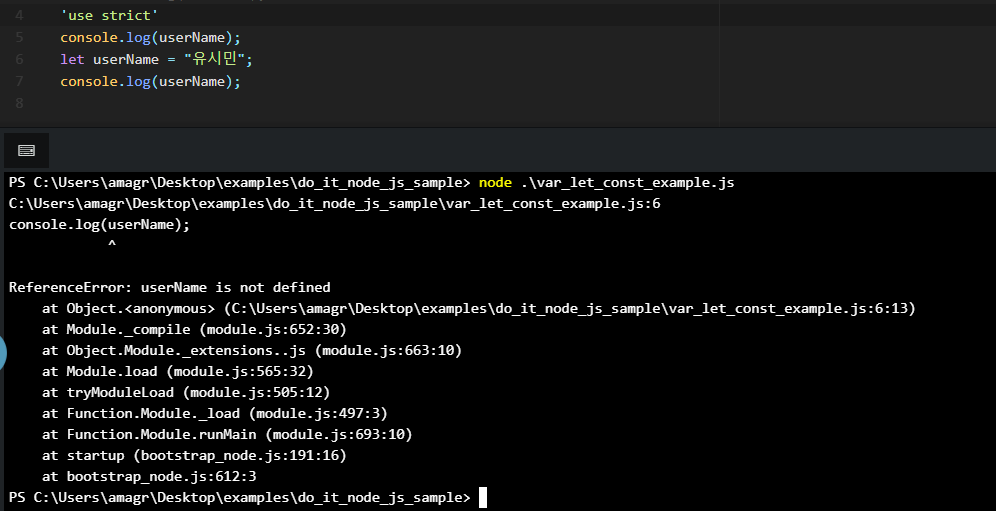 4 'use strict'
5 console.log(userName);
6 let userName = "유시민";
7 console.log(userName);
8
PS C:\Users\amagr\Desktop\examples\do_it_node_js_sample> node .\var_let_const_example.js
C:\Users\amagr\Desktop\examples\do_it_node_js_sample\var_let_const_example.js:6
console.log(userName);
^
ReferenceError: userName is not defined
at Object.<anonymous> (C:\Users\amagr\Desktop\examples\do_it_node_js_sample\var_let_const_example.js:6:13)
at Module._compile (module.js:652:30)
at Object.Module._extensions..js (module.js:663:10)
at Module.load (module.js:565:32)
at tryModuleLoad (module.js:505:12)
at Function.Module._load (module.js:497:3)
at Function.Module.runMain (module.js:693:10)
at startup (bootstrap_node.js:191:16)
at bootstrap_node.js:612:3
PS C:\Users\amagr\Desktop\examples\do_it_node_js_sample>